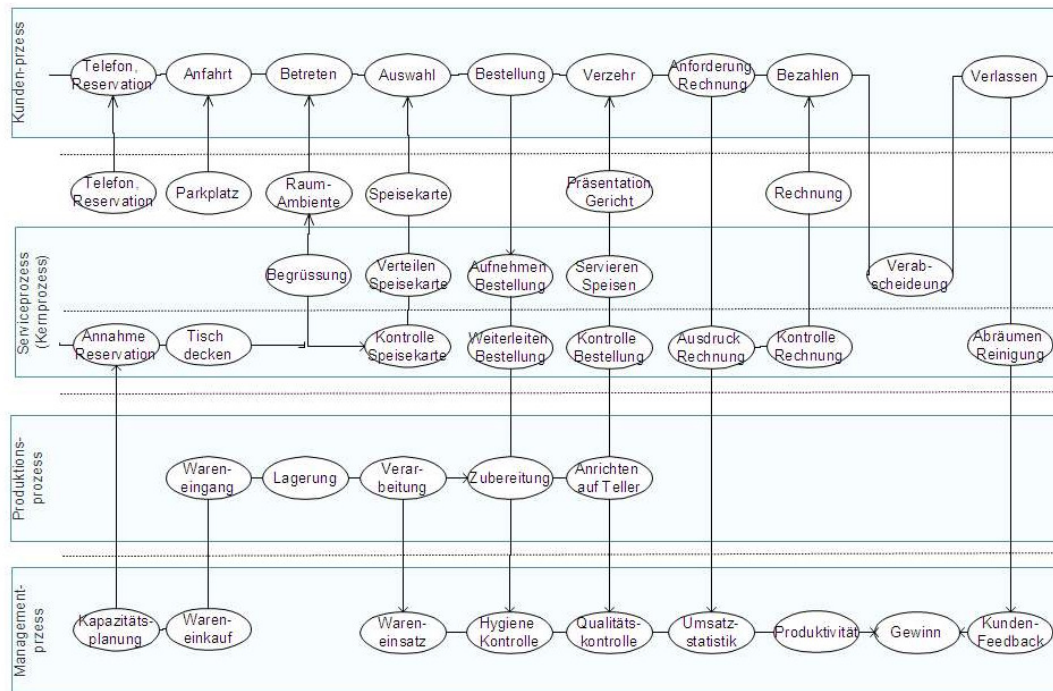 Kunden-przess
Telefon,
Reservation
Anfahrt
Betreten
Auswahl
Bestellung
Verzehr
Anforderung
Rechnung
Bezahlen
Verlassen
Telefon,
Reservation
Parkplatz
Raum-
Ambiente
Speisekarte
Präsentation
Gericht
Rechnung
Serviceprozess
(Kernprozess)
Begrüssung
Verteilen
Speisekarte
Aufnehmen
Bestellung
Servieren
Speisen
Verab-
scheideung
Annahme
Reservation
Tisch
decken
Kontrolle
Speisekarte
Weiterleiten
Bestellung
Kontrolle
Bestellung
Ausdruck
Rechnung
Kontrolle
Rechnung
Abräumen
Reinigung
Produktions-
prozess
Waren-
eingang
Lagerung
Verar-
beitung
Zubereitung
Anrichten
auf Teller
Management-
przess
Kapazitäts-
planung
Waren-
einkauf
Waren-
einsatz
Hygiene
Kontrolle
Qualitäts-
kontrolle
Umsatz-
statistik
Produktivität
Gewinn
Kunden-
Feedback